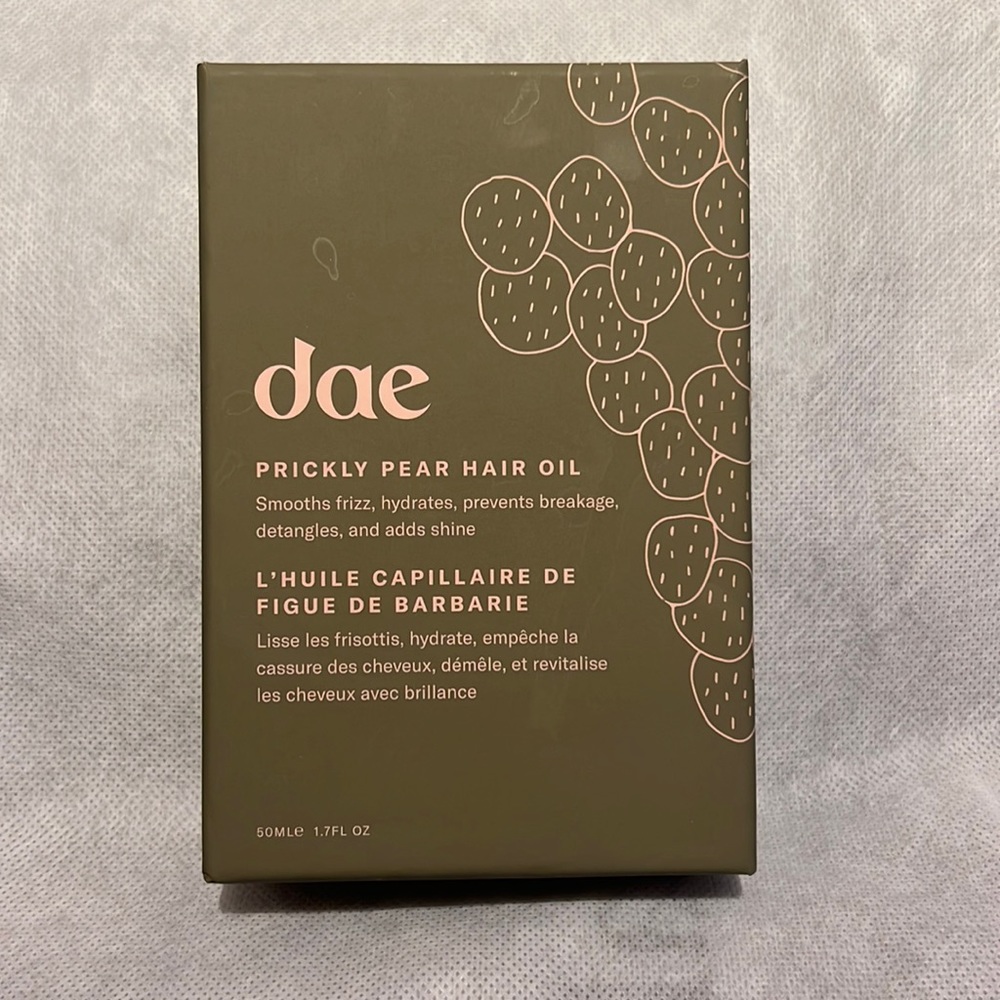 dae
PRICKLY PEAR HAIR OIL
Smooths frizz, hydrates, prevents breakage,
detangles, and adds shine
L'HUILE CAPILLAIRE DE
FIGUE DE BARBARIE
Lisse les frisottis, hydrate, empêche la
cassure des cheveux, démêle, et revitalise
les cheveux avec brillance
50ML℮ 1.7FL OZ